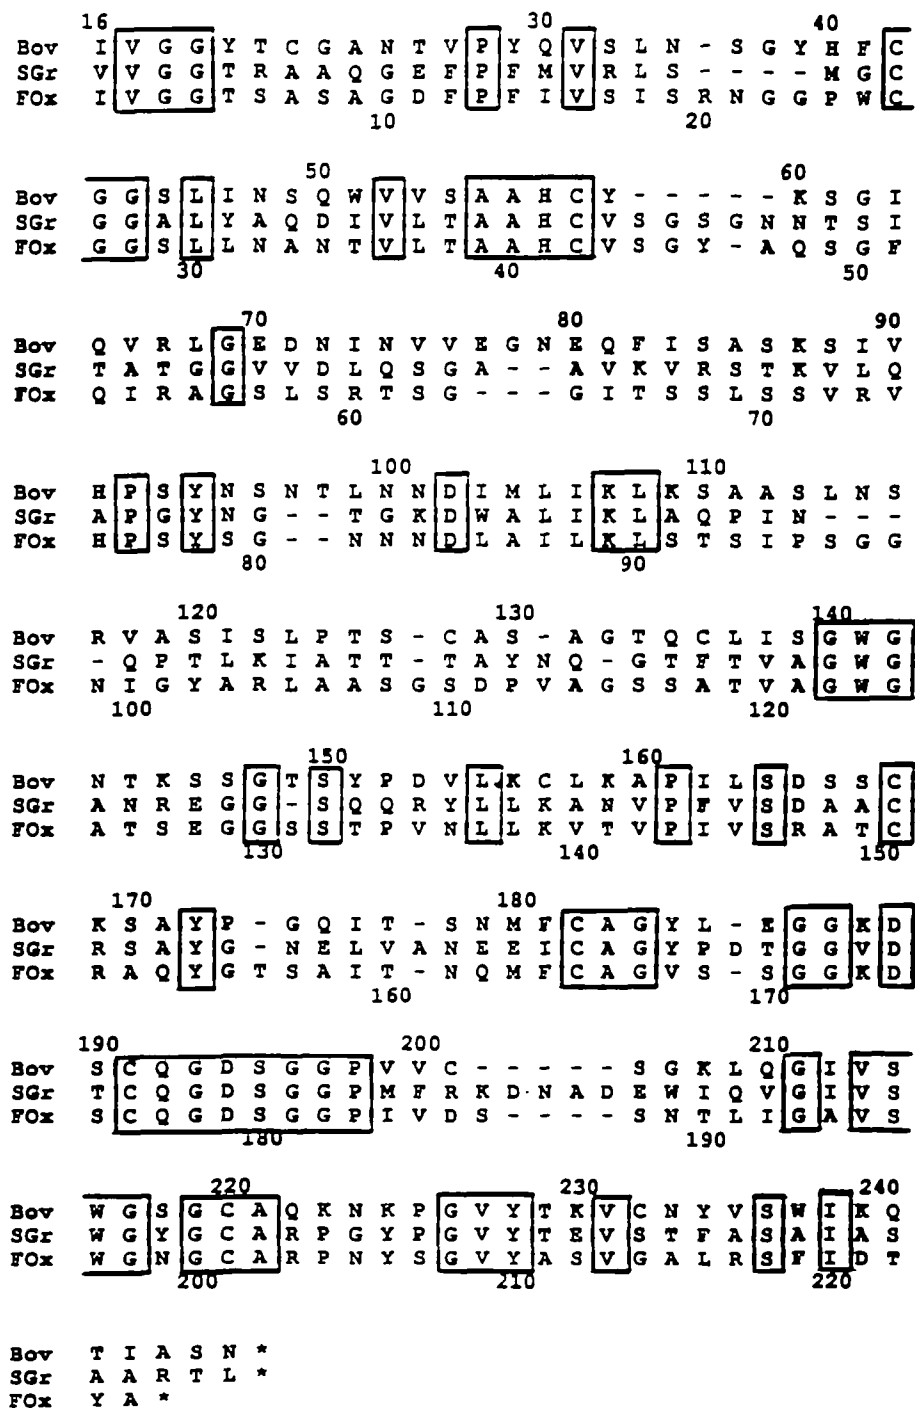 16 30 40
Bov I V G G Y T C G A N T V P Y Q V S L N - S G Y H F C
SGr V V G G T R A A Q G E F P F M V R L S - - - - M G C
FOx I V G G T S A S A G D F P F I V S I S R N G G P W C
10 20
50 60
Bov G G S L I N S Q W V V S A A H C Y - - - - - K S G I
SGr G G A L Y A Q D I V L T A A H C V S G S G N N T S I
FOx G G S L L N A N T V L T A A H C V S G Y - A Q S G F
30 40 50
70 80 90
Bov Q V R L G E D N I N V V E G N E Q F I S A S K S I V
SGr T A T G G V V D L Q S G A - - A V K V R S T K V L Q
FOx Q I R A G S L S R T S G - - - G I T S S L S S V R V
60 70
100 110
Bov H P S Y N S N T L N N D I M L I K L K S A A S L N S
SGr A P G Y N G - - T G K D W A L I K L A Q P I N - - -
FOx H P S Y S G - - N N N D L A I L K L S T S I P S G G
80 90
120 130 140
Bov R V A S I S L P T S - C A S - A G T Q C L I S G W G
SGr - Q P T L K I A T T - T A Y N Q - G T F T V A G W G
FOx N I G Y A R L A A S G S D P V A G S S A T V A G W G
100 110 120
150 160
Bov N T K S S G T S Y P D V L K C L K A P I L S D S S C
SGr A N R E G G - S Q Q R Y L L K A N V P F V S D A A C
FOx A T S E G G S S T P V N L L K V T V P I V S R A T C
130 140 150
170 180
Bov K S A Y P - G Q I T - S N M F C A G Y L - E G G K D
SGr R S A Y G - N E L V A N E E I C A G Y P D T G G V D
FOx R A Q Y G T S A I T - N Q M F C A G V S - S G G K D
160 170
190 200 210
Bov S C Q G D S G G P V V C - - - - - S G K L Q G I V S
SGr T C Q G D S G G P M F R K D N A D E W I Q V G I V S
FOx S C Q G D S G G P I V D S - - - - S N T L I G A V S
180 190
220 230 240
Bov W G S G C A Q K N K P G V Y T K V C N Y V S W I K Q
SGr W G Y G C A R P G Y P G V Y T E V S T F A S A I A S
FOx W G N G C A R P N Y S G V Y A S V G A L R S F I D T
200 210 220
Bov T I A S N *
SGr A A R T L *
FOx Y A *